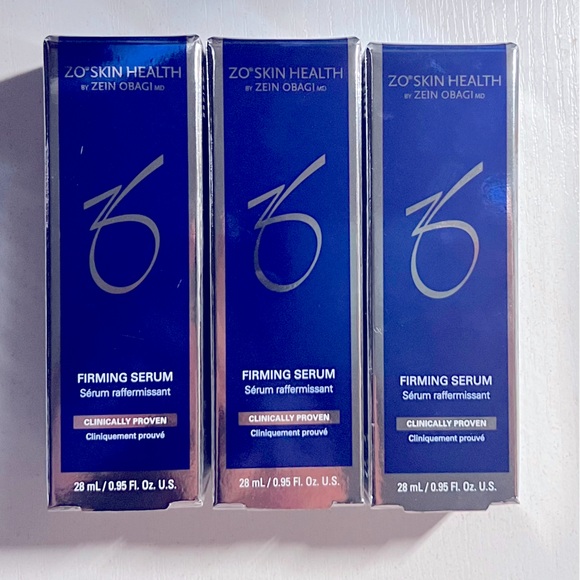 ZO® SKIN HEALTH
BY ZEIN OBAGI MD
FIRMING SERUM
Sérum raffermissant
CLINICALLY PROVEN
Cliniquement prouvé
28 mL / 0.95 Fl. Oz. U.S.
ZO® SKIN HEALTH
BY ZEIN OBAGI MD
FIRMING SERUM
Sérum raffermissant
CLINICALLY PROVEN
Cliniquement prouvé
28 mL / 0.95 Fl. Oz. U.S.
ZO® SKIN HEALTH
BY ZEIN OBAGI MD
FIRMING SERUM
Sérum raffermissant
CLINICALLY PROVEN
Cliniquement prouvé
28 mL / 0.95 Fl. Oz. U.S.